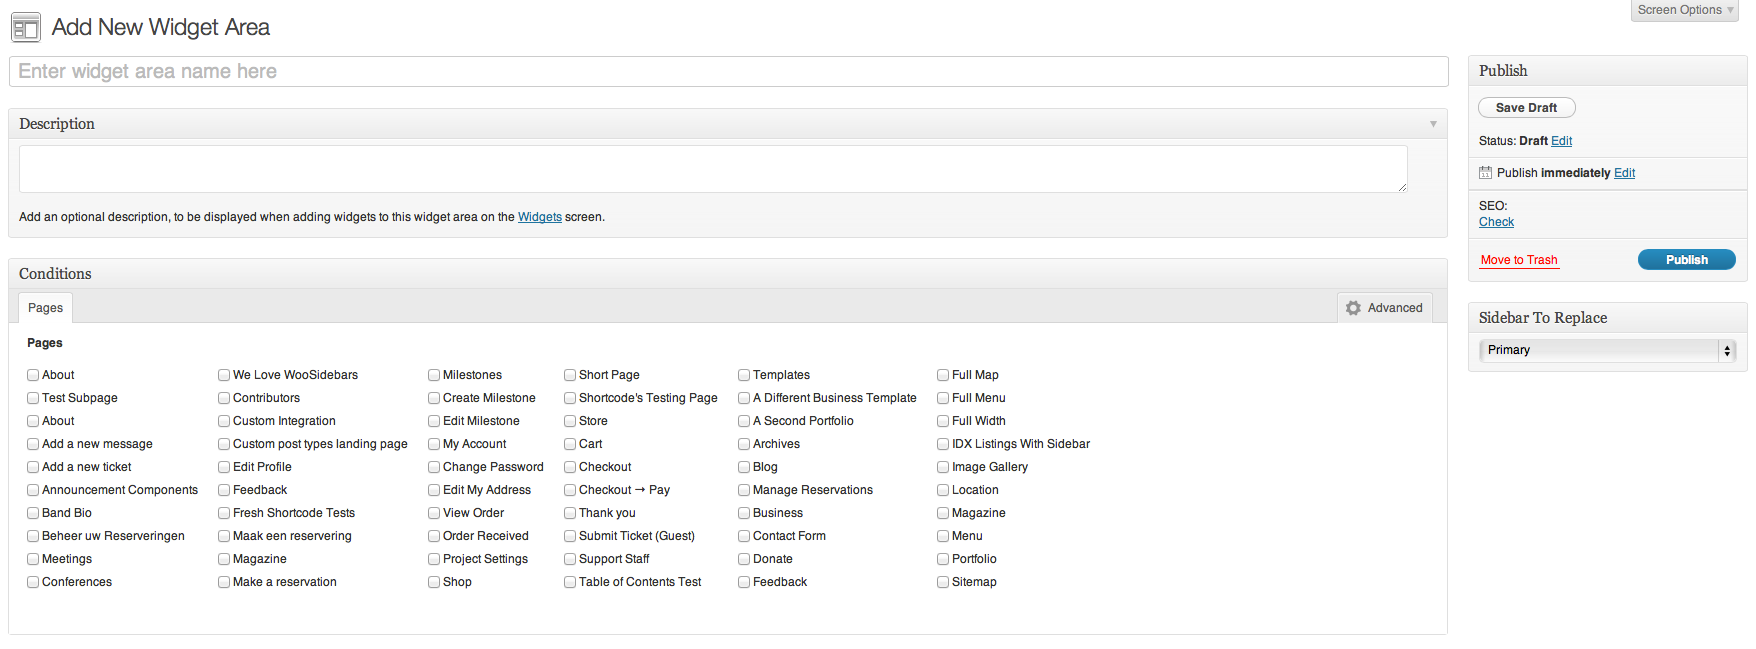 Screen Options
Add New Widget Area
Enter widget area name here
Description
Add an optional description, to be displayed when adding widgets to this widget area on the Widgets screen.
Conditions
Pages
Advanced
Pages
About
Test Subpage
About
Add a new message
Add a new ticket
Announcement Components
Band Bio
Beheer uw Reserveringen
Meetings
Conferences
We Love WooSidebars
Contributors
Custom Integration
Custom post types landing page
Edit Profile
Feedback
Fresh Shortcode Tests
Maak een reservering
Magazine
Make a reservation
Milestones
Create Milestone
Edit Milestone
My Account
Change Password
Edit My Address
View Order
Order Received
Project Settings
Shop
Short Page
Shortcode's Testing Page
Store
Cart
Checkout
Checkout → Pay
Thank you
Submit Ticket (Guest)
Support Staff
Table of Contents Test
Templates
A Different Business Template
A Second Portfolio
Archives
Blog
Manage Reservations
Business
Contact Form
Donate
Feedback
Full Map
Full Menu
Full Width
IDX Listings With Sidebar
Image Gallery
Location
Magazine
Menu
Portfolio
Sitemap
Publish
Save Draft
Status: Draft Edit
Publish immediately Edit
SEO:
Check
Move to Trash
Publish
Sidebar To Replace
Primary